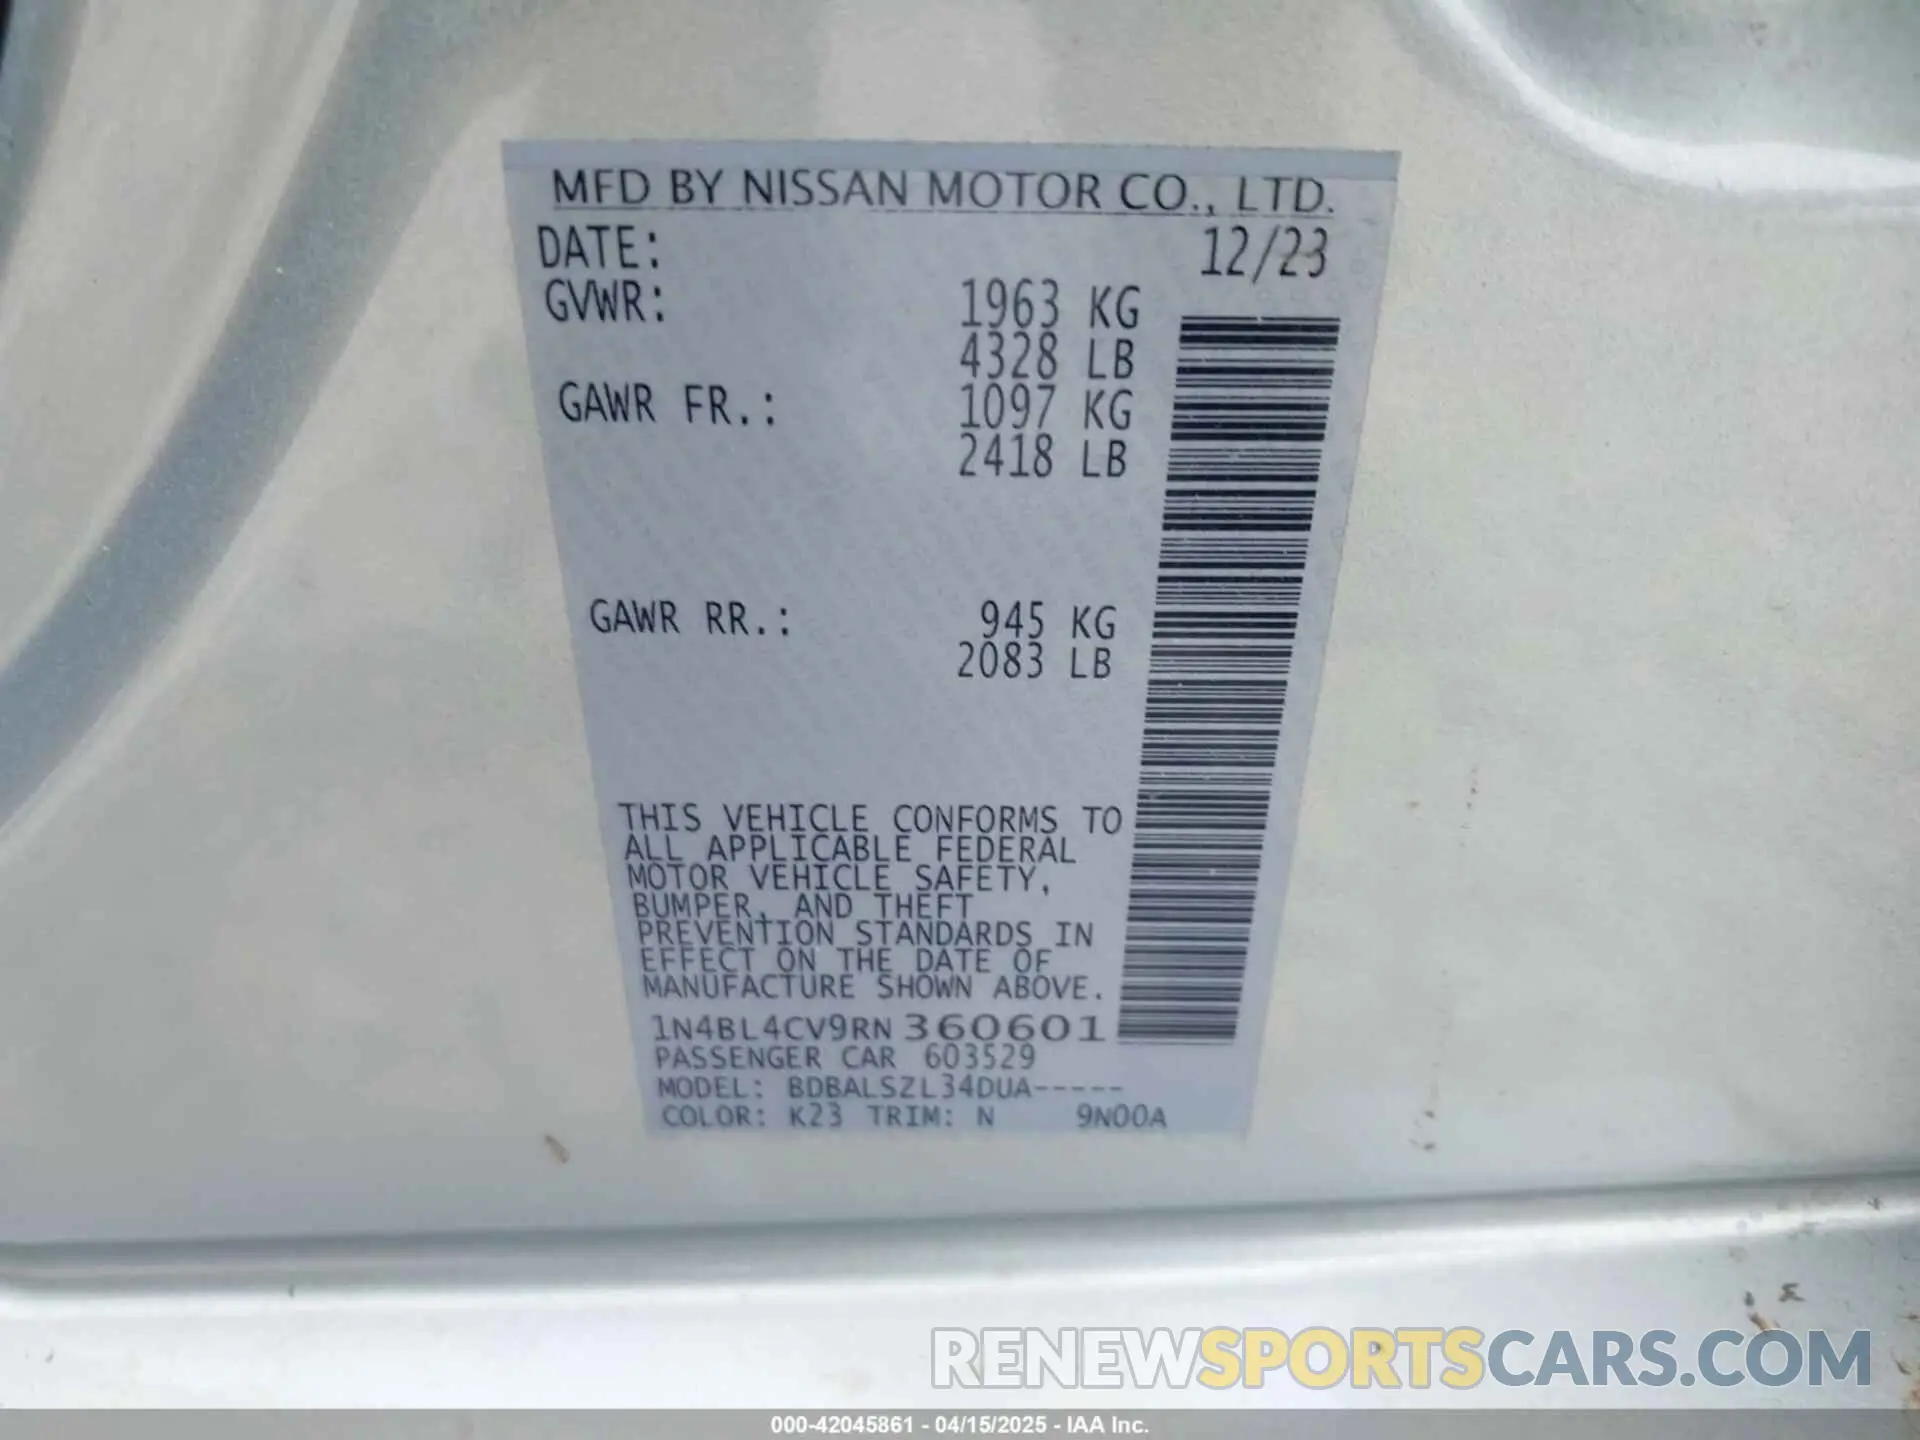 MFD BY NISSAN MOTOR CO., LTD.
DATE: 12/23
GVWR: 1963 KG
4328 LB
GAWR FR.: 1097 KG
2418 LB
GAWR RR.: 945 KG
2083 LB
THIS VEHICLE CONFORMS TO
ALL APPLICABLE FEDERAL
MOTOR VEHICLE SAFETY,
BUMPER, AND THEFT
PREVENTION STANDARDS IN
EFFECT ON THE DATE OF
MANUFACTURE SHOWN ABOVE.
1N4BL4CV9RN360601
PASSENGER CAR 603529
MODEL: BDBALSZL34DUA-----
COLOR: K23 TRIM: N 9N00A
RENEWSPORTSCARS.COM
000-42045861 - 04/15/2025 - IAA Inc.